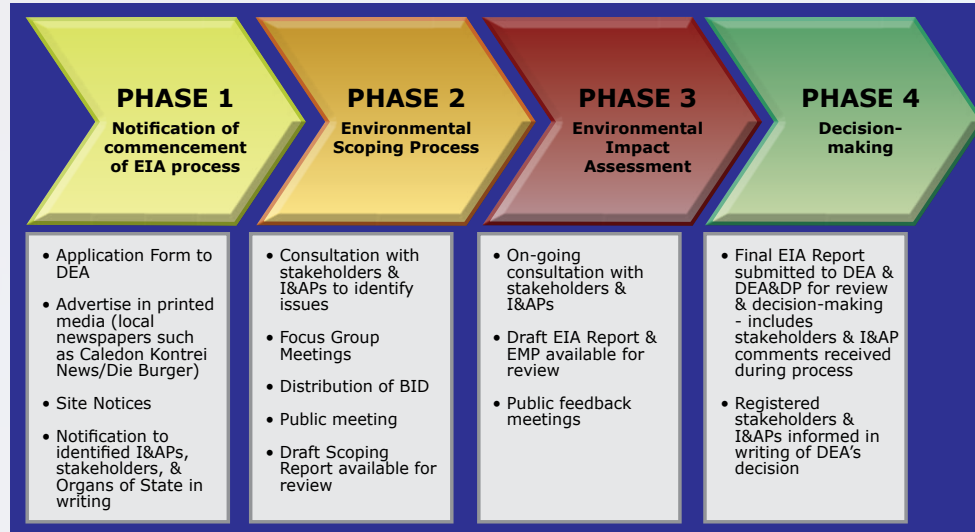 PHASE 1
Notification of
commencement
of EIA process
• Application Form to
DEA
• Advertise in printed
media (local
newspapers such
as Caledon Kontrei
News/Die Burger)
• Site Notices
• Notification to
identified I&APs,
stakeholders, &
Organs of State in
writing
PHASE 2
Environmental
Scoping Process
• Consultation with
stakeholders &
I&APs to identify
issues
• Focus Group
Meetings
• Distribution of BID
• Public meeting
• Draft Scoping
Report available for
review
PHASE 3
Environmental
Impact
Assessment
• On-going
consultation with
stakeholders &
I&APs
• Draft EIA Report &
EMP available for
review
• Public feedback
meetings
PHASE 4
Decision-
making
• Final EIA Report
submitted to DEA &
DEA&DP for review
& decision-making
- includes
stakeholders & I&AP
comments received
during process
• Registered
stakeholders &
I&APs informed in
writing of DEA's
decision